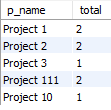 p_name total
Project 1 2
Project 2 2
Project 3 1
Project 111 2
Project 10 1